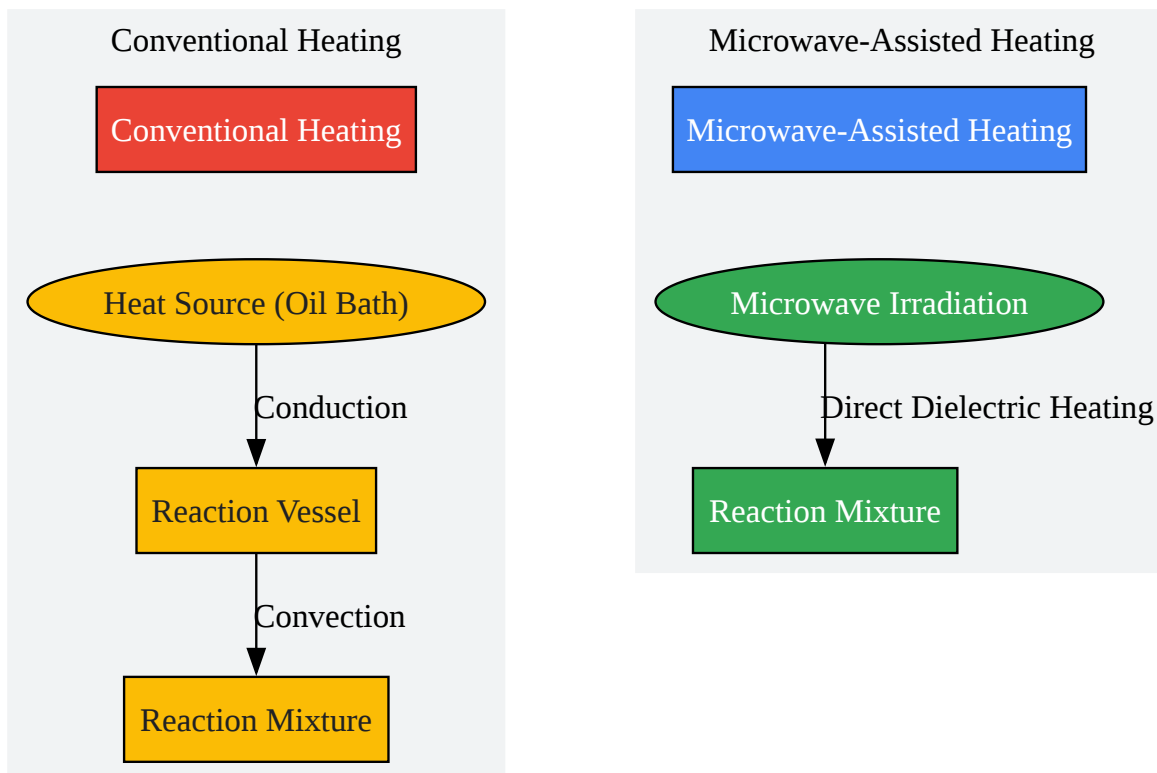 Conventional Heating
Conventional Heating
Heat Source (Oil Bath)
Conduction
Reaction Vessel
Convection
Reaction Mixture
Microwave-Assisted Heating
Microwave-Assisted Heating
Microwave Irradiation
Direct Dielectric Heating
Reaction Mixture